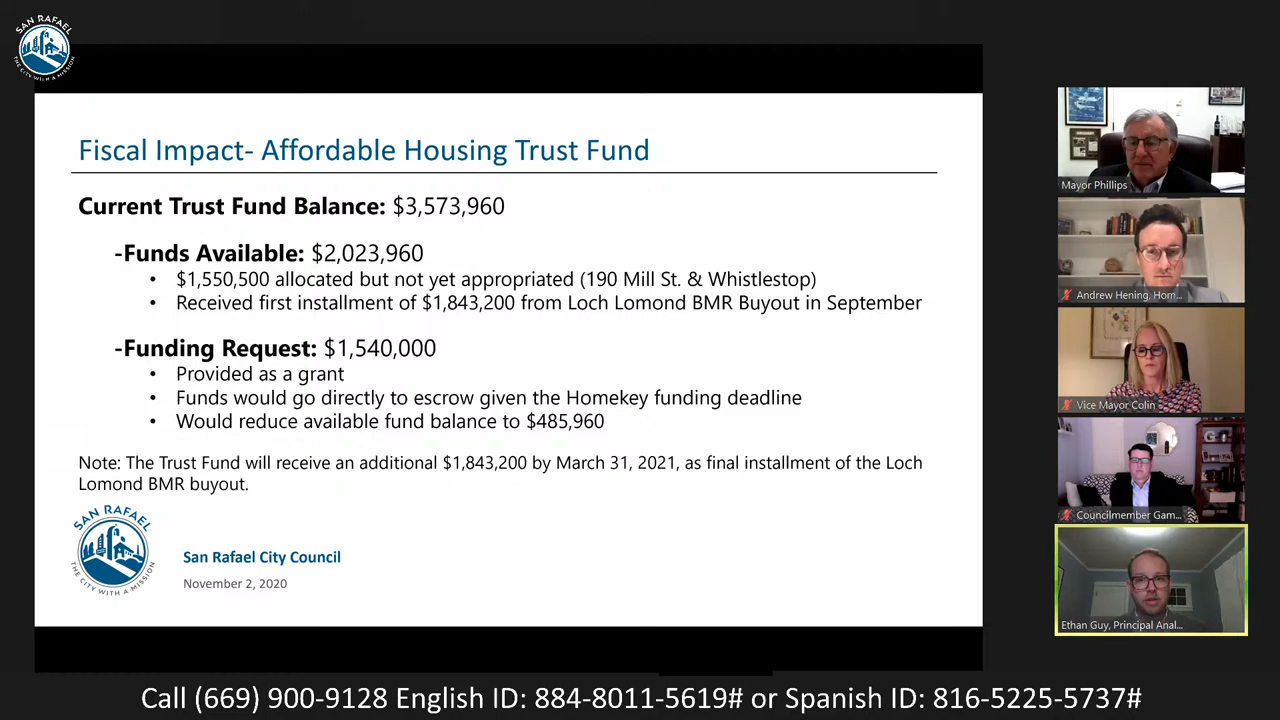 SAN RAFAEL
THE CITY WITH A MISSION
Fiscal Impact- Affordable Housing Trust Fund
Current Trust Fund Balance: $3,573,960
-Funds Available: $2,023,960
• $1,550,500 allocated but not yet appropriated (190 Mill St. & Whistlestop)
• Received first installment of $1,843,200 from Loch Lomond BMR Buyout in September
-Funding Request: $1,540,000
• Provided as a grant
• Funds would go directly to escrow given the Homekey funding deadline
• Would reduce available fund balance to $485,960
Note: The Trust Fund will receive an additional $1,843,200 by March 31, 2021, as final installment of the Loch
Lomond BMR buyout.
SAN RAFAEL
THE CITY WITH A MISSION
San Rafael City Council
November 2, 2020
Mayor Phillips
Andrew Hening, Hom...
Vice Mayor Colin
Councilmember Gam...
Ethan Guy, Principal Anal...
Call (669) 900-9128 English ID: 884-8011-5619# or Spanish ID: 816-5225-5737#